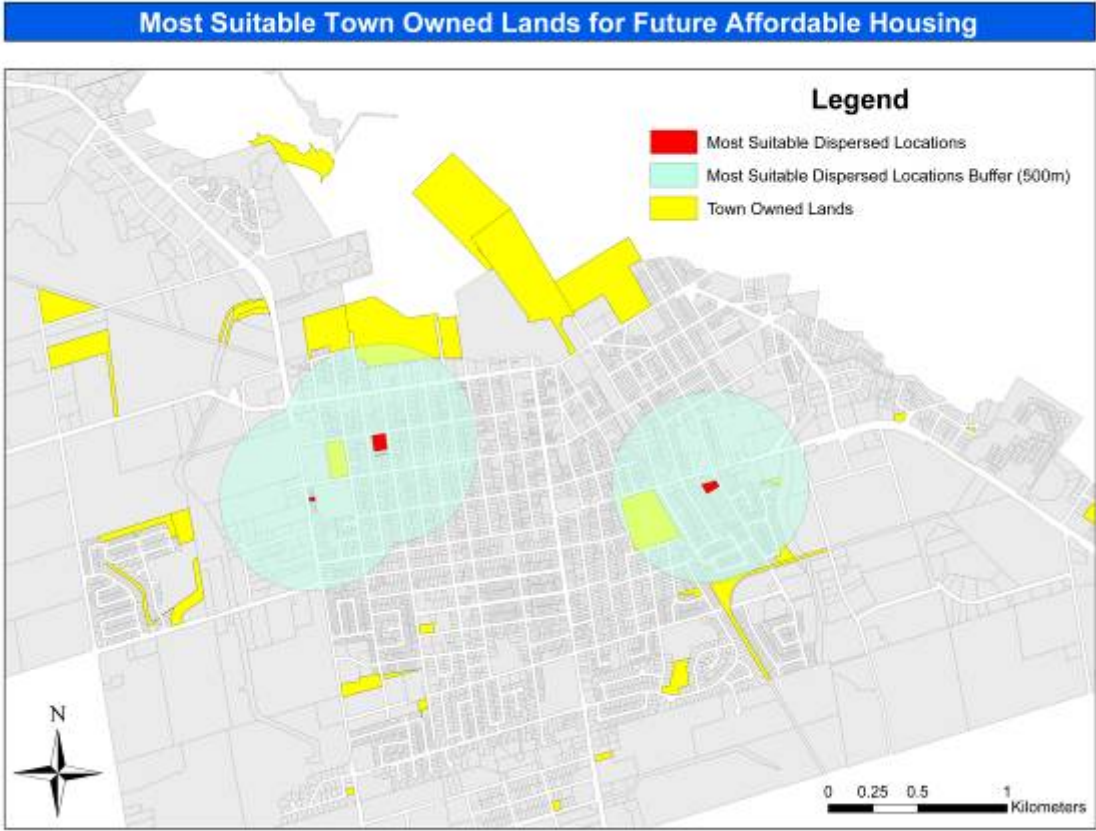 Most Suitable Town Owned Lands for Future Affordable Housing
Legend
Most Suitable Dispersed Locations
Most Suitable Dispersed Locations Buffer (500m)
Town Owned Lands
N
0 0.25 0.5 1
Kilometers